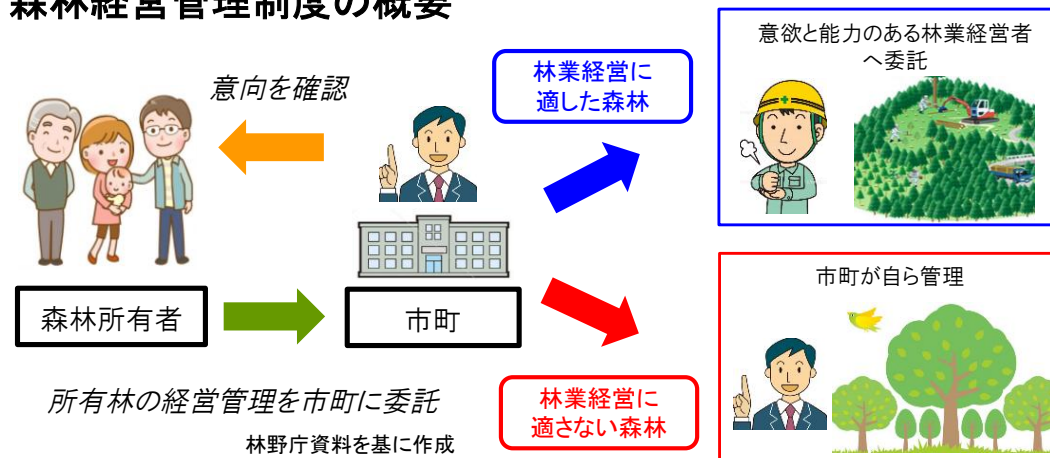 森林経営管理制度の概要
意向を確認
林業経営に
適した森林
意欲と能力のある林業経営者
へ委託
森林所有者
市町
市町が自ら管理
所有林の経営管理を市町に委託
林業経営に
適さない森林
林野庁資料を基に作成